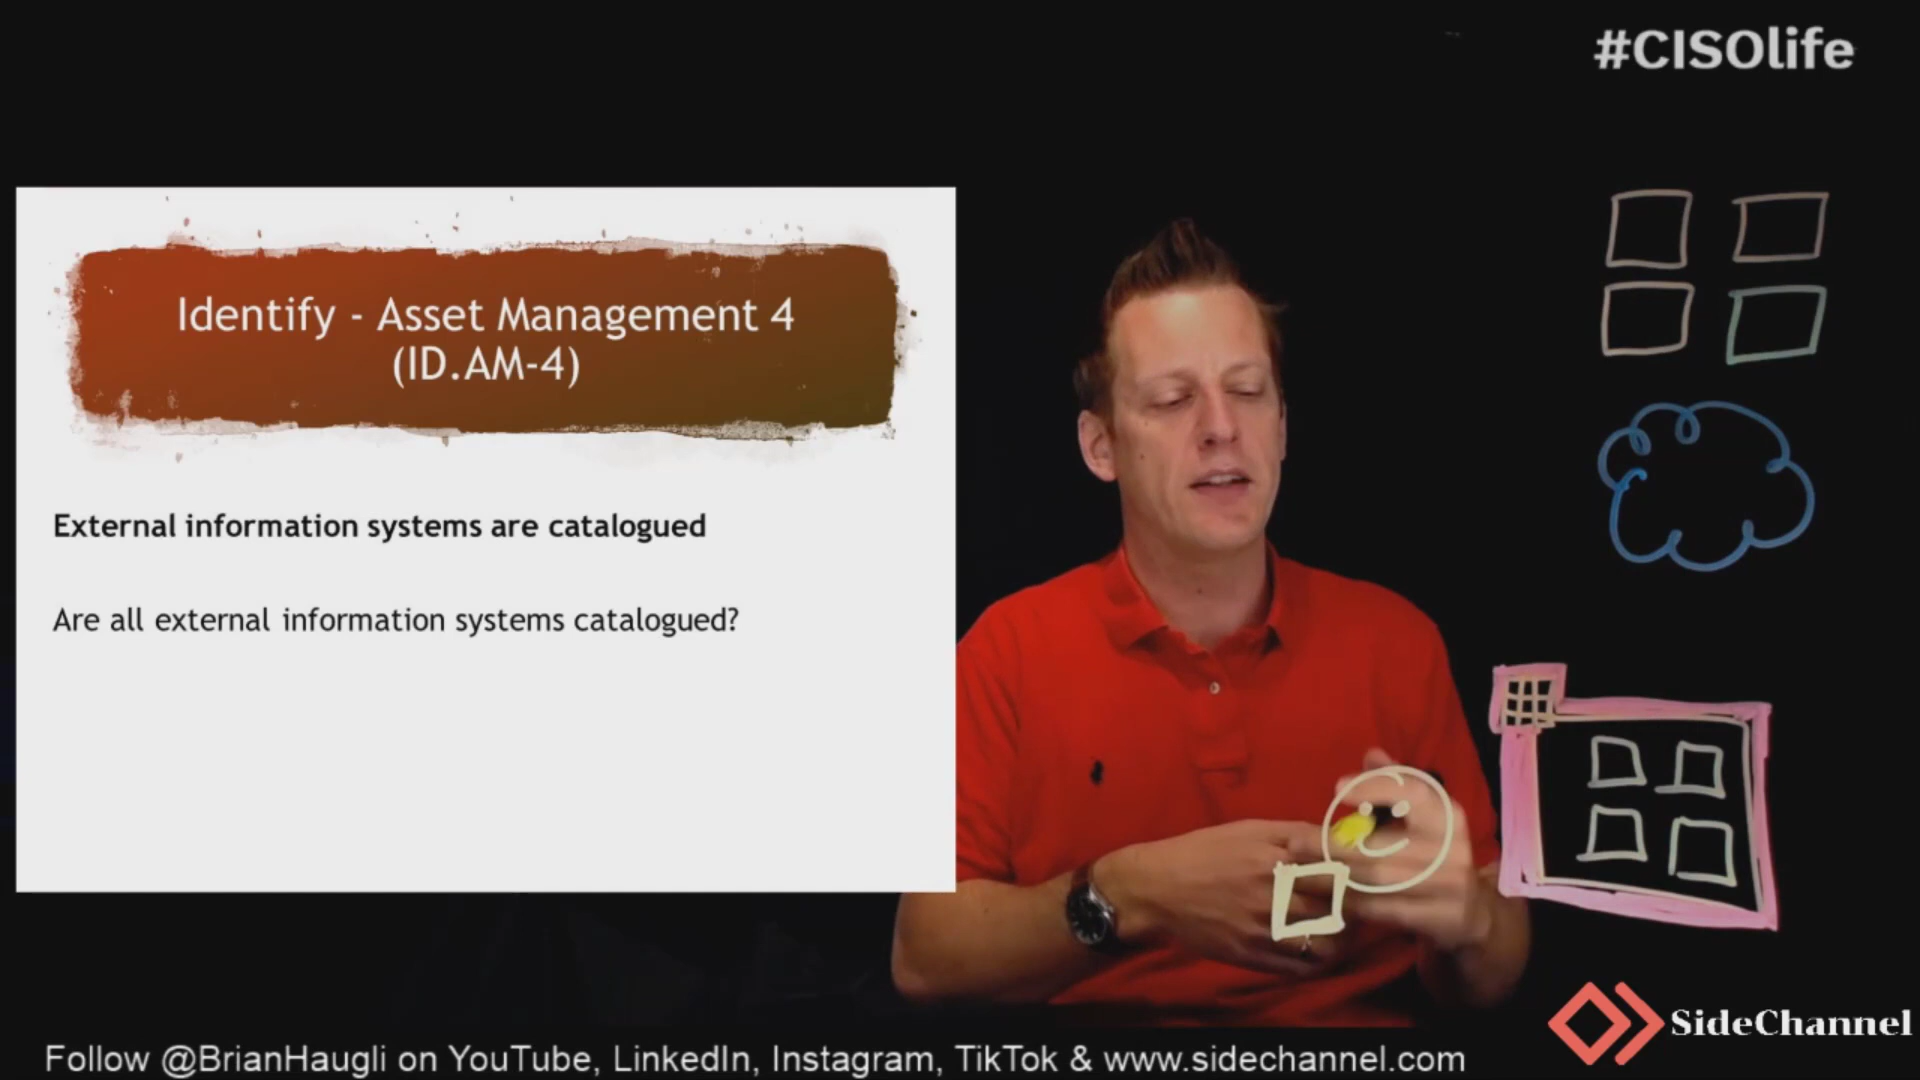 #CISOlife
Identify - Asset Management 4
(ID.AM-4)
External information systems are catalogued
Are all external information systems catalogued?
SideChannel
Follow @BrianHaugli on YouTube, LinkedIn, Instagram, TikTok & www.sidechannel.com